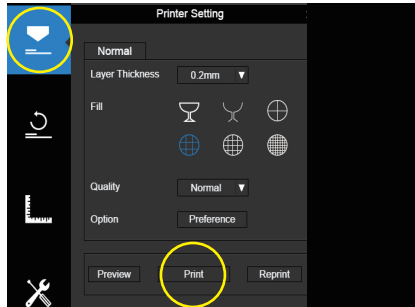 Printer Setting
Normal
Layer Thickness 0.2mm
Fill
Quality Normal
Option Preference
Preview Print Reprint